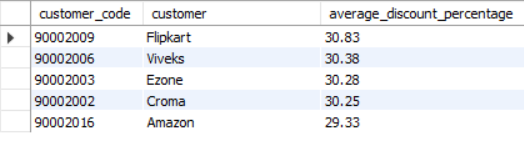 customer_code customer average_discount_percentage
90002009 Flipkart 30.83
90002006 Viveks 30.38
90002003 Ezone 30.28
90002002 Croma 30.25
90002016 Amazon 29.33